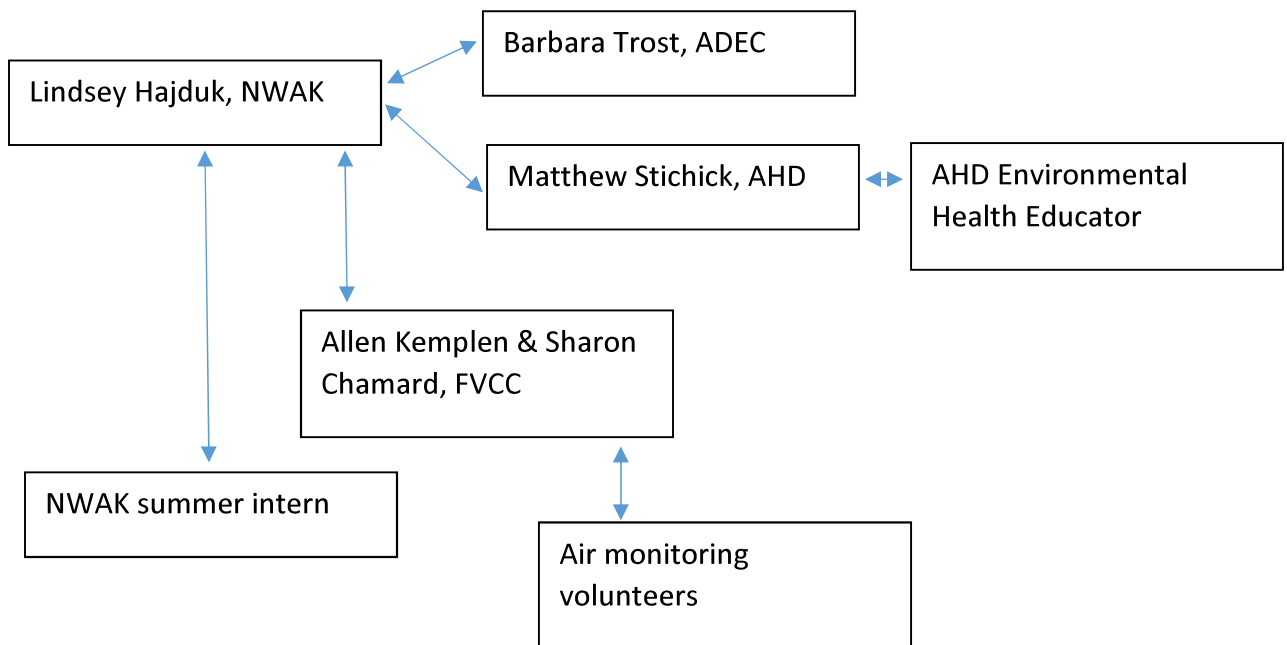 Barbara Trost, ADEC
Lindsey Hajduk, NWAK
Matthew Stichick, AHD
AHD Environmental
Health Educator
Allen Kemplen & Sharon
Chamard, FVCC
NWAK summer intern
Air monitoring
volunteers